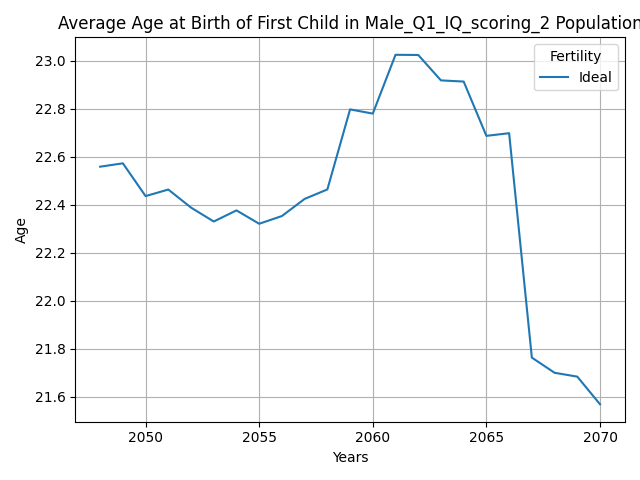 Average Age at Birth of First Child in Male_Q1_IQ_scoring_2 Population
Fertility
Ideal
23.0
22.8
22.6
22.4
22.2
22.0
21.8
21.6
Age
2050
2055
2060
2065
2070
Years